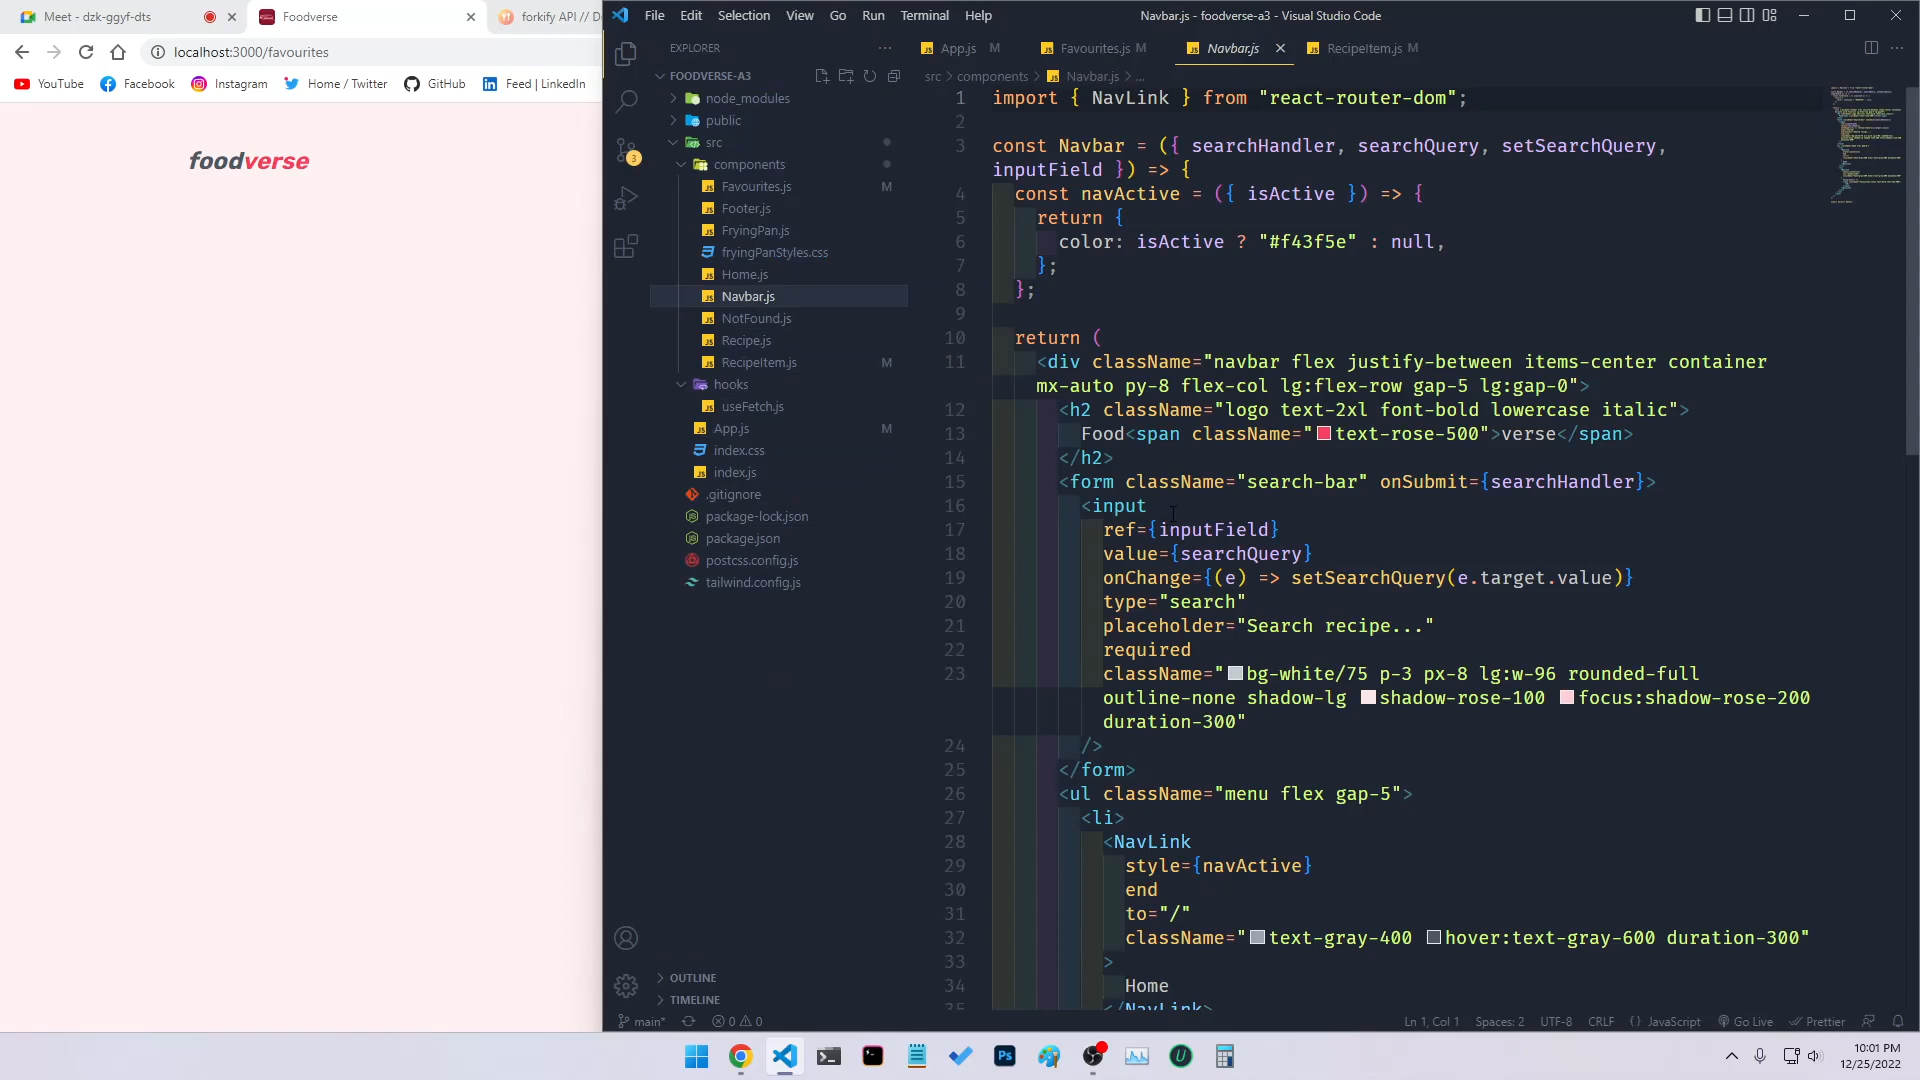 Meet - dzk-ggyf-dts
Foodverse
forkify API // D
localhost:3000/favourites
YouTube
Facebook
Instagram
Home / Twitter
GitHub
Feed | LinkedIn
foodverse
File Edit Selection View Go Run Terminal Help
Navbar.js - foodverse-a3 - Visual Studio Code
EXPLORER
FOODVERSE-A3
node_modules
public
src
components
Favourites.js M
Footer.js
FryingPan.js
fryingPanStyles.css
Home.js
Navbar.js
NotFound.js
Recipe.js
RecipeItem.js M
hooks
useFetch.js
App.js M
index.css
index.js
.gitignore
package-lock.json
package.json
postcss.config.js
tailwind.config.js
OUTLINE
TIMELINE
3
App.js M
Favourites.js M
Navbar.js
RecipeItem.js M
src > components > Navbar.js > ...
1 import { NavLink } from "react-router-dom";
2
3 const Navbar = ({ searchHandler, searchQuery, setSearchQuery,
inputField }) => {
4 const navActive = ({ isActive }) => {
5 return {
6 color: isActive ? "#f43f5e" : null,
7 };
8 };
9
10 return (
11 <div className="navbar flex justify-between items-center container
mx-auto py-8 flex-col lg:flex-row gap-5 lg:gap-0">
12 <h2 className="logo text-2xl font-bold lowercase italic">
13 Food<span className="text-rose-500">verse</span>
14 </h2>
15 <form className="search-bar" onSubmit={searchHandler}>
16 <input
17 ref={inputField}
18 value={searchQuery}
19 onChange={(e) => setSearchQuery(e.target.value)}
20 type="search"
21 placeholder="Search recipe..."
22 required
23 className="bg-white/75 p-3 px-8 lg:w-96 rounded-full
outline-none shadow-lg shadow-rose-100 focus:shadow-rose-200
duration-300"
24 />
25 </form>
26 <ul className="menu flex gap-5">
27 <li>
28 <NavLink
29 style={navActive}
30 end
31 to="/"
32 className="text-gray-400 hover:text-gray-600 duration-300"
33 >
34 Home
35 </NavLink>
main*
0 0
Ln 1, Col 1
Spaces: 2
UTF-8
CRLF
{} JavaScript
Go Live
Prettier
Ps
U
10:01 PM
12/25/2022